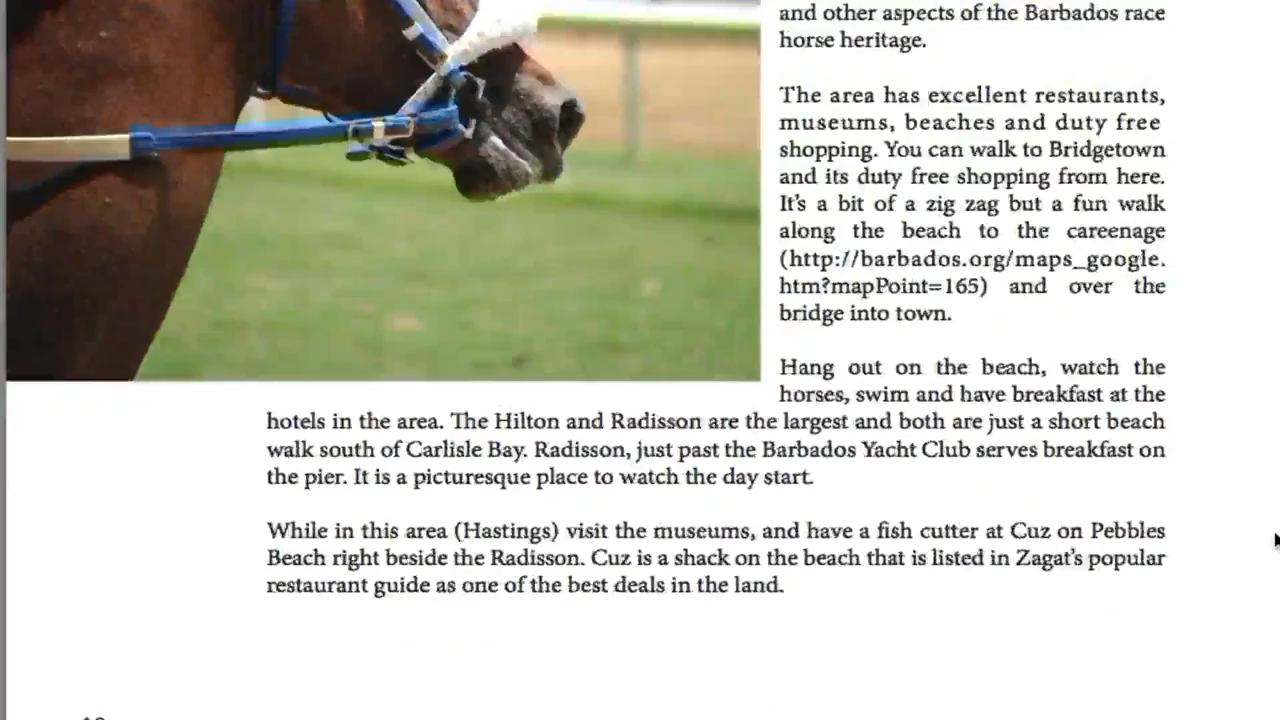 and other aspects of the Barbados race
horse heritage.
The area has excellent restaurants,
museums, beaches and duty free
shopping. You can walk to Bridgetown
and its duty free shopping from here.
It's a bit of a zig zag but a fun walk
along the beach to the careenage
(http://barbados.org/maps_google.
htm?mapPoint=165) and over the
bridge into town.
Hang out on the beach, watch the
horses, swim and have breakfast at the
hotels in the area. The Hilton and Radisson are the largest and both are just a short beach
walk south of Carlisle Bay. Radisson, just past the Barbados Yacht Club serves breakfast on
the pier. It is a picturesque place to watch the day start.
While in this area (Hastings) visit the museums, and have a fish cutter at Cuz on Pebbles
Beach right beside the Radisson. Cuz is a shack on the beach that is listed in Zagat's popular
restaurant guide as one of the best deals in the land.